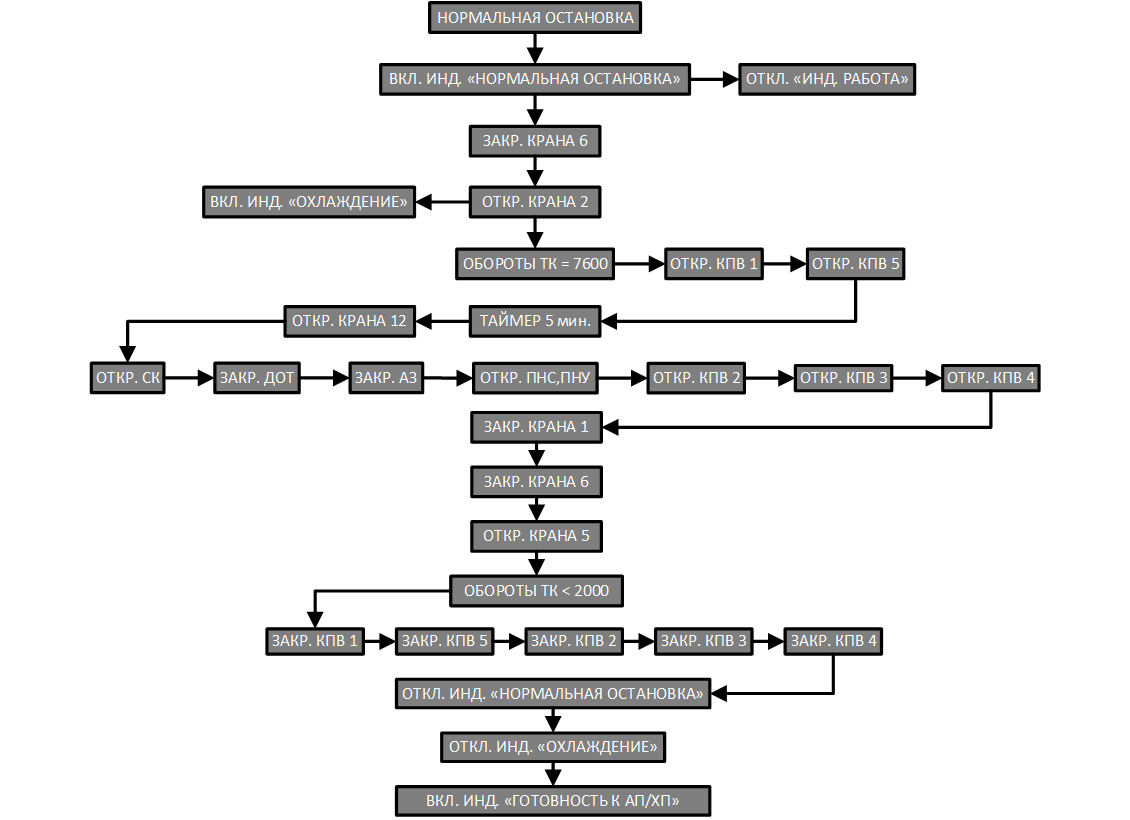 НОРМАЛЬНАЯ ОСТАНОВКА
ВКЛ. ИНД. «НОРМАЛЬНАЯ ОСТАНОВКА»
ОТКЛ. «ИНД. РАБОТА»
ЗАКР. КРАНА 6
ВКЛ. ИНД. «ОХЛАЖДЕНИЕ»
ОТКР. КРАНА 2
ОБОРОТЫ ТК = 7600
ОТКР. КПВ 1
ОТКР. КПВ 5
ОТКР. КРАНА 12
ТАЙМЕР 5 мин.
ОТКР. СК
ЗАКР. ДОТ
ЗАКР. АЗ
ОТКР. ПНС,ПНУ
ОТКР. КПВ 2
ОТКР. КПВ 3
ОТКР. КПВ 4
ЗАКР. КРАНА 1
ЗАКР. КРАНА 6
ОТКР. КРАНА 5
ОБОРОТЫ ТК < 2000
ЗАКР. КПВ 1
ЗАКР. КПВ 5
ЗАКР. КПВ 2
ЗАКР. КПВ 3
ЗАКР. КПВ 4
ОТКЛ. ИНД. «НОРМАЛЬНАЯ ОСТАНОВКА»
ОТКЛ. ИНД. «ОХЛАЖДЕНИЕ»
ВКЛ. ИНД. «ГОТОВНОСТЬ К АП/ХП»